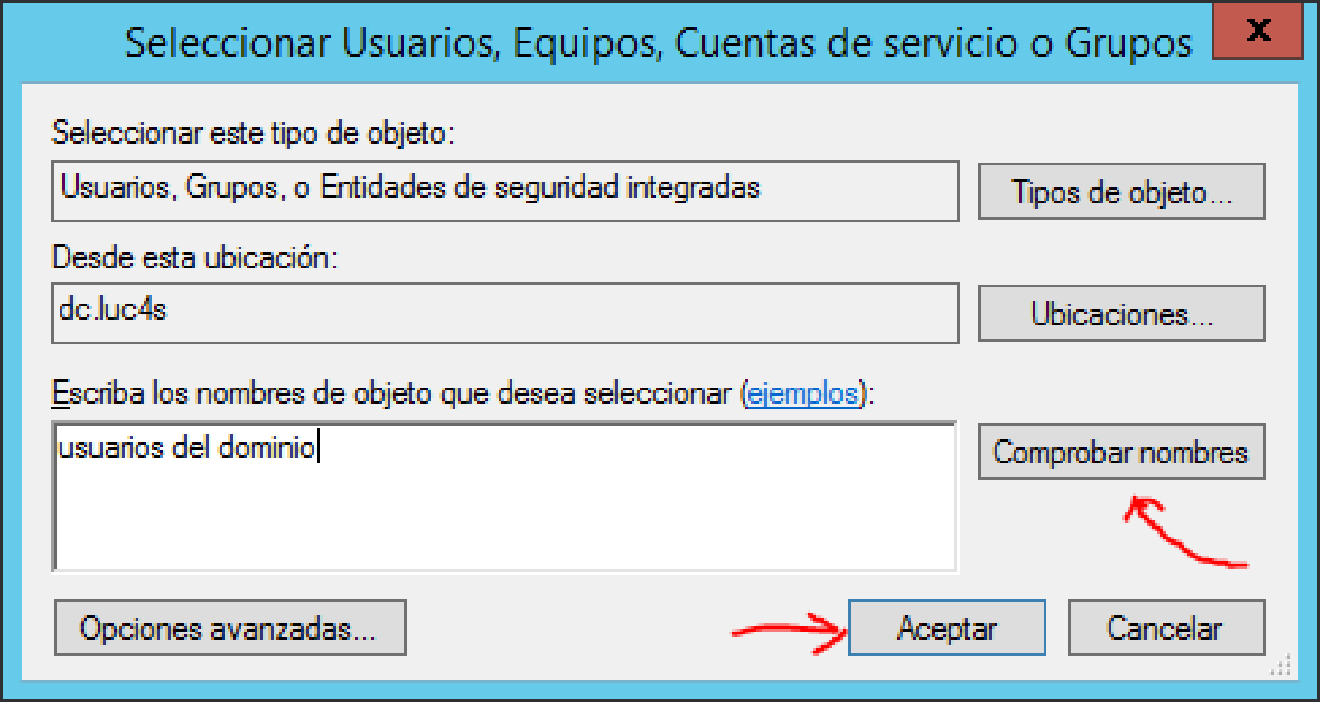 Seleccionar Usuarios, Equipos, Cuentas de servicio o Grupos
x
Seleccionar este tipo de objeto:
Usuarios, Grupos, o Entidades de seguridad integradas
Tipos de objeto...
Desde esta ubicación:
dc.luc4s
Ubicaciones...
Escriba los nombres de objeto que desea seleccionar (ejemplos):
usuarios del dominio
Comprobar nombres
Opciones avanzadas...
Aceptar
Cancelar